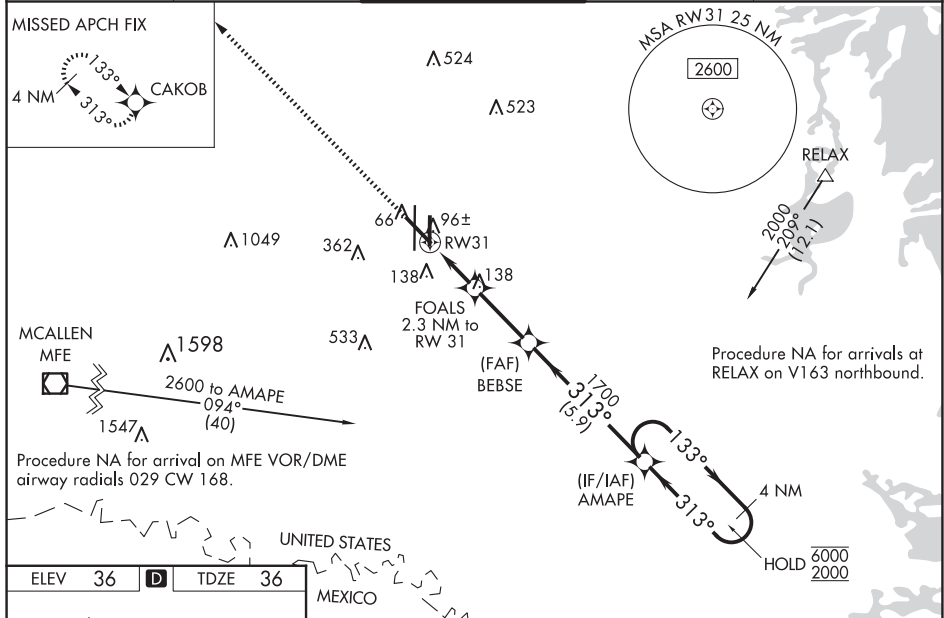 MISSED APCH FIX
133°
CAKOB
4 NM
313°
524
523
MSA RW31 25 NM
2600
RELAX
2000
209°
(12.1)
66
96±
RW31
1049
362
138
138
FOALS
2.3 NM to
RW 31
533
(FAF)
BEBSE
MCALLEN
MFE
1598
2600 to AMAPE
094°
(40)
1547
Procedure NA for arrivals at
RELAX on V163 northbound.
1700
313°
(5.9)
Procedure NA for arrival on MFE VOR/DME
airway radials 029 CW 168.
(IF/IAF)
AMAPE
133°
313°
4 NM
HOLD 6000
2000
UNITED STATES
MEXICO
ELEV 36 D TDZE 36